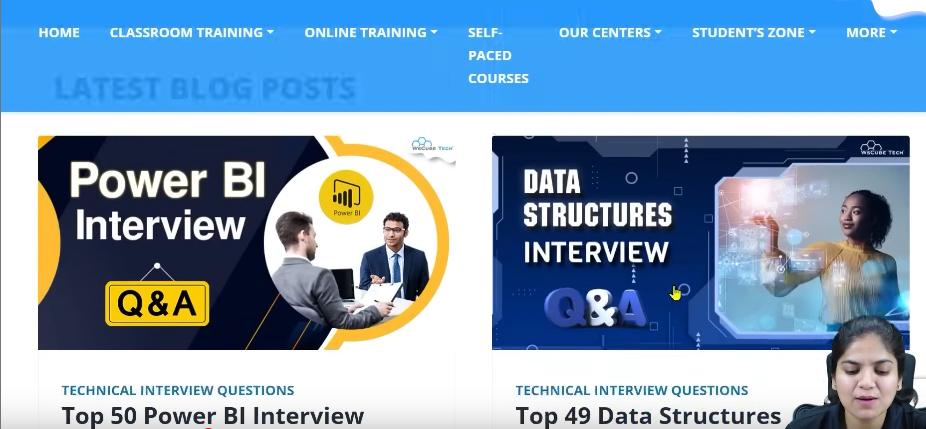 HOME
CLASSROOM TRAINING
ONLINE TRAINING
SELF-
PACED
COURSES
OUR CENTERS
STUDENT'S ZONE
MORE
LATEST BLOG POSTS
WsCube Tech
Power BI
Interview
Power BI
Q&A
WsCube Tech
DATA
STRUCTURES
INTERVIEW
Q&A
TECHNICAL INTERVIEW QUESTIONS
Top 50 Power BI Interview
TECHNICAL INTERVIEW QUESTIONS
Top 49 Data Structures